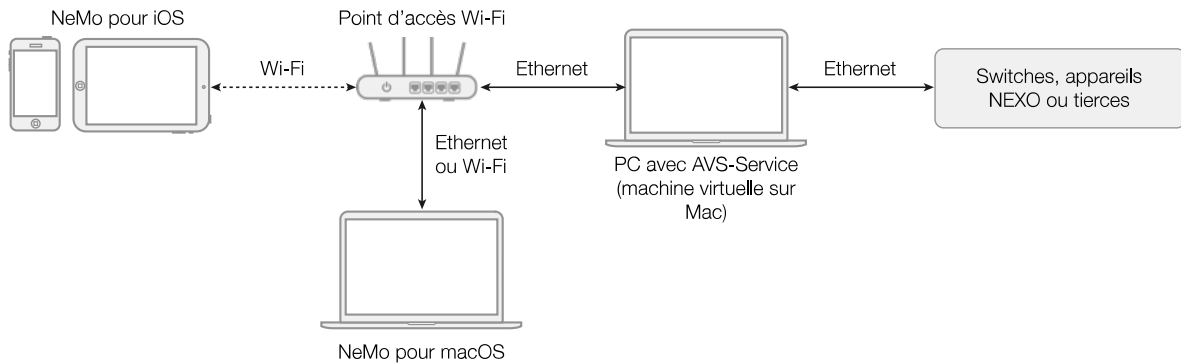 NeMo pour iOS
Point d'accès Wi-Fi
Wi-Fi
Ethernet
Ethernet
Switches, appareils
NEXO ou tierces
Ethernet
ou Wi-Fi
PC avec AVS-Service
(machine virtuelle sur
Mac)
NeMo pour macOS